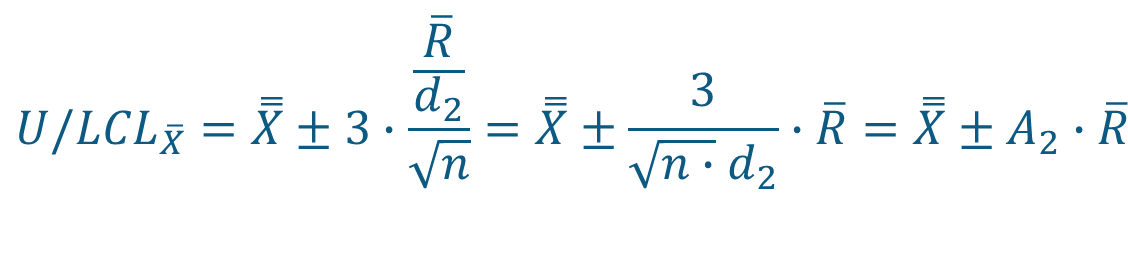 U/LCL_X̄ = X̿ ± 3 · (R̄/d₂)/√n = X̿ ± 3/(√(n ·) d₂) · R̄ = X̿ ± A₂ · R̄